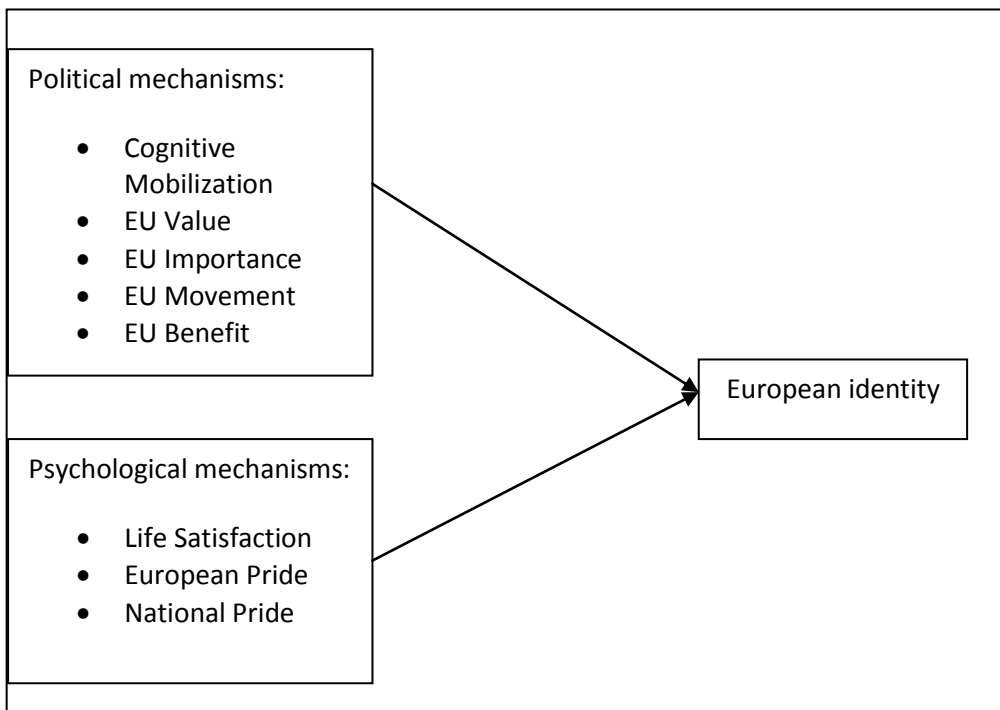 Political mechanisms:
• Cognitive
Mobilization
• EU Value
• EU Importance
• EU Movement
• EU Benefit
European identity
Psychological mechanisms:
• Life Satisfaction
• European Pride
• National Pride